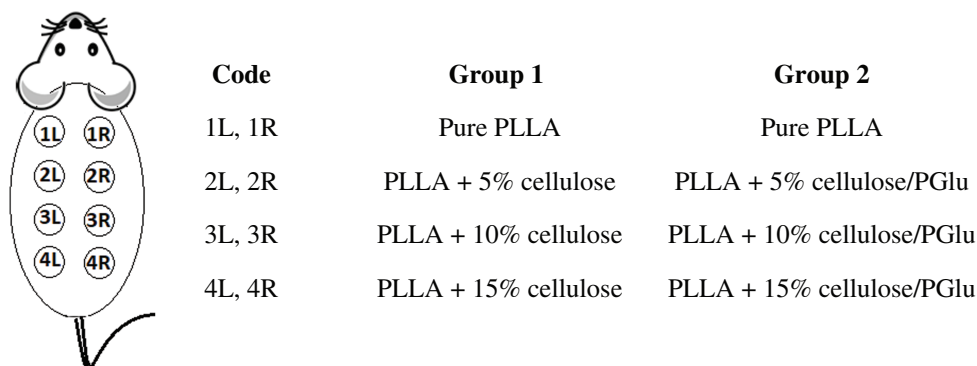 Code Group 1 Group 2
1L 1R 1L, 1R Pure PLLA Pure PLLA
2L 2R 2L, 2R PLLA + 5% cellulose PLLA + 5% cellulose/PGlu
3L 3R 3L, 3R PLLA + 10% cellulose PLLA + 10% cellulose/PGlu
4L 4R 4L, 4R PLLA + 15% cellulose PLLA + 15% cellulose/PGlu